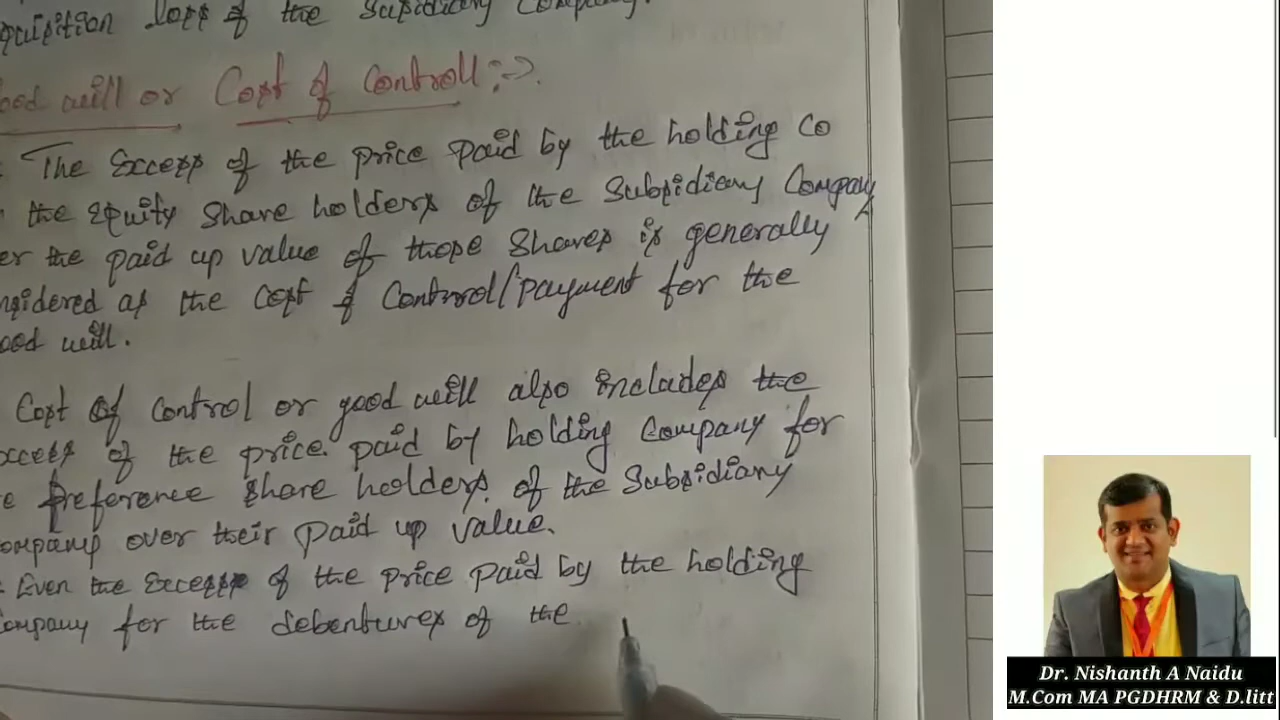 quisition loss of the Subsidiary Company.
ood will or Cost of Controll :->.
The Excess of the price paid by the holding Co
the Equity Share holders of the Subsidiary Company
er the paid up value of those Shares is generally
nsidered as the Cost of Control/payment for the
ood will.
Cost of control or good will also includes the
xcess of the price paid by holding Company for
e Preference Share holders. of the Subsidiary
ompany over their paid up value.
Even the Excess of the price paid by the holding
ompany for the debentures of the
Dr. Nishanth A Naidu
M.Com MA PGDHRM & D.litt